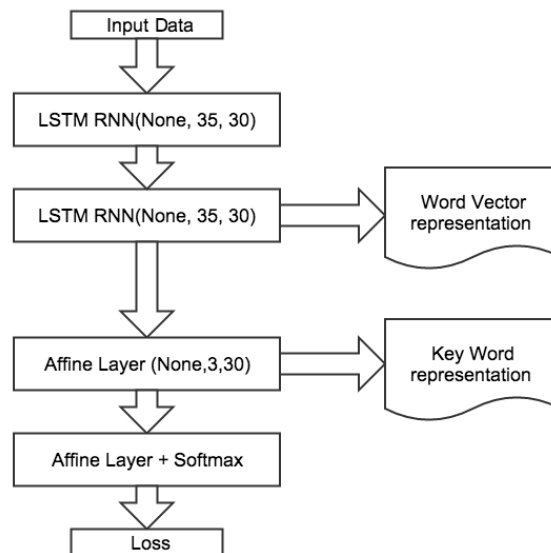 Input Data
LSTM RNN(None, 35, 30)
LSTM RNN(None, 35, 30)
Word Vector
representation
Affine Layer (None,3,30)
Key Word
representation
Affine Layer + Softmax
Loss